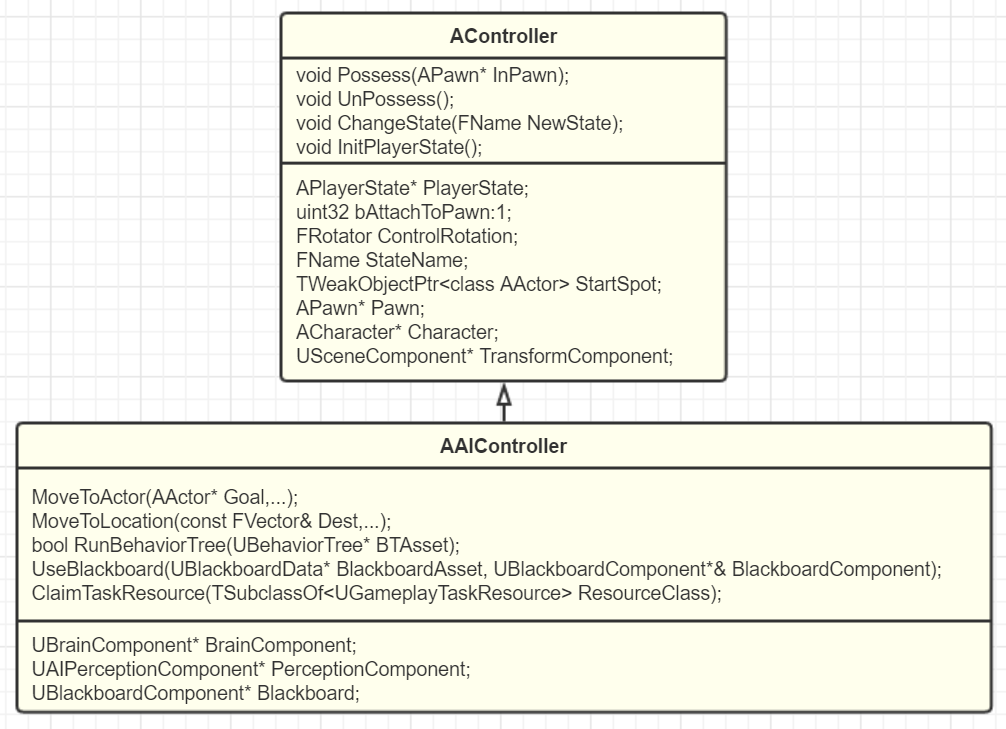 AController
void Possess(APawn* InPawn);
void UnPossess();
void ChangeState(FName NewState);
void InitPlayerState();
APlayerState* PlayerState;
uint32 bAttachToPawn:1;
FRotator ControlRotation;
FName StateName;
TWeakObjectPtr<class AActor> StartSpot;
APawn* Pawn;
ACharacter* Character;
USceneComponent* TransformComponent;
AAIController
MoveToActor(AActor* Goal,...);
MoveToLocation(const FVector& Dest,...);
bool RunBehaviorTree(UBehaviorTree* BTAsset);
UseBlackboard(UBlackboardData* BlackboardAsset, UBlackboardComponent*& BlackboardComponent);
ClaimTaskResource(TSubclassOf<UGameplayTaskResource> ResourceClass);
UBrainComponent* BrainComponent;
UAIPerceptionComponent* PerceptionComponent;
UBlackboardComponent* Blackboard;